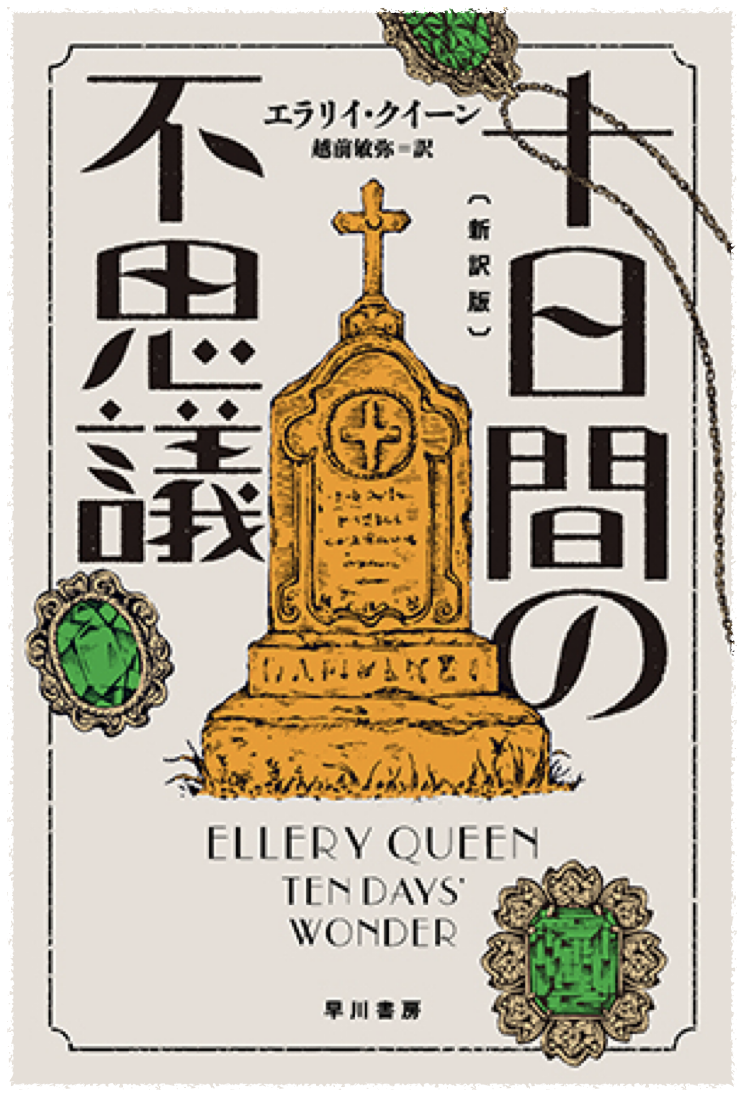 十日間の
不思議
エラリイ・クイーン
越前敏弥=訳
〔新訳版〕
ELLERY QUEEN
TEN DAYS'
WONDER
早川書房